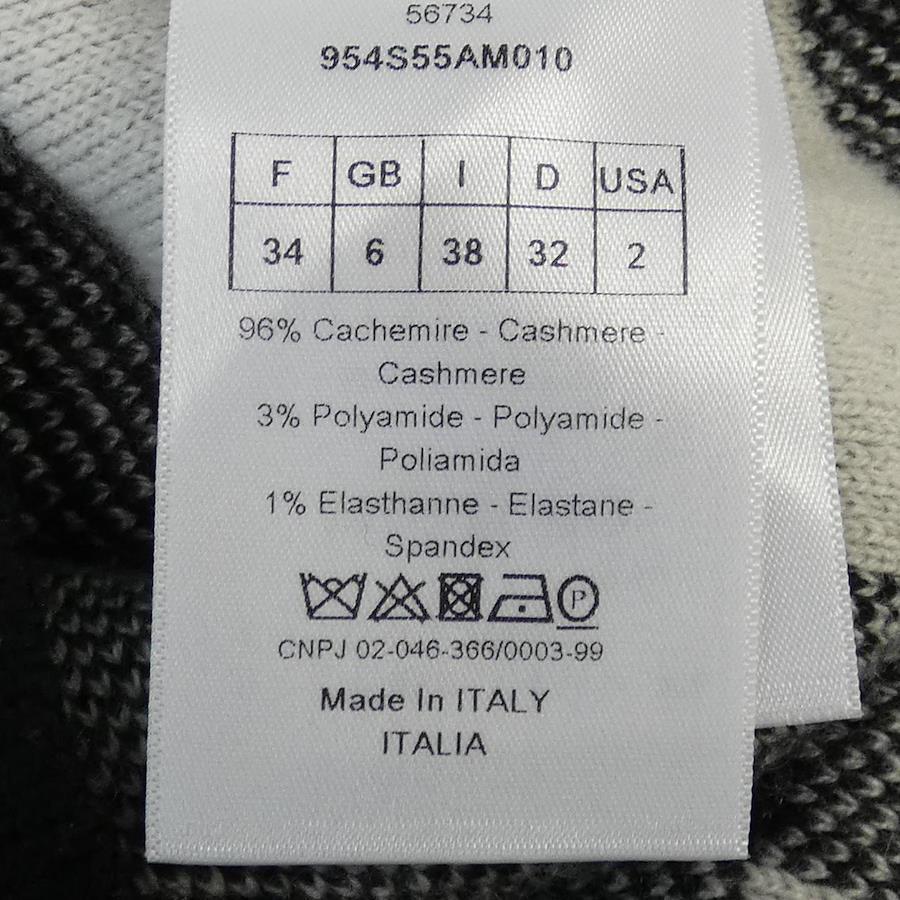 56734
954S55AM010
F GB I D USA
34 6 38 32 2
96% Cachemire - Cashmere -
Cashmere
3% Polyamide - Polyamide -
Poliamida
1% Elasthanne - Elastane -
Spandex
P
CNPJ 02-046-366/0003-99
Made In ITALY
ITALIA